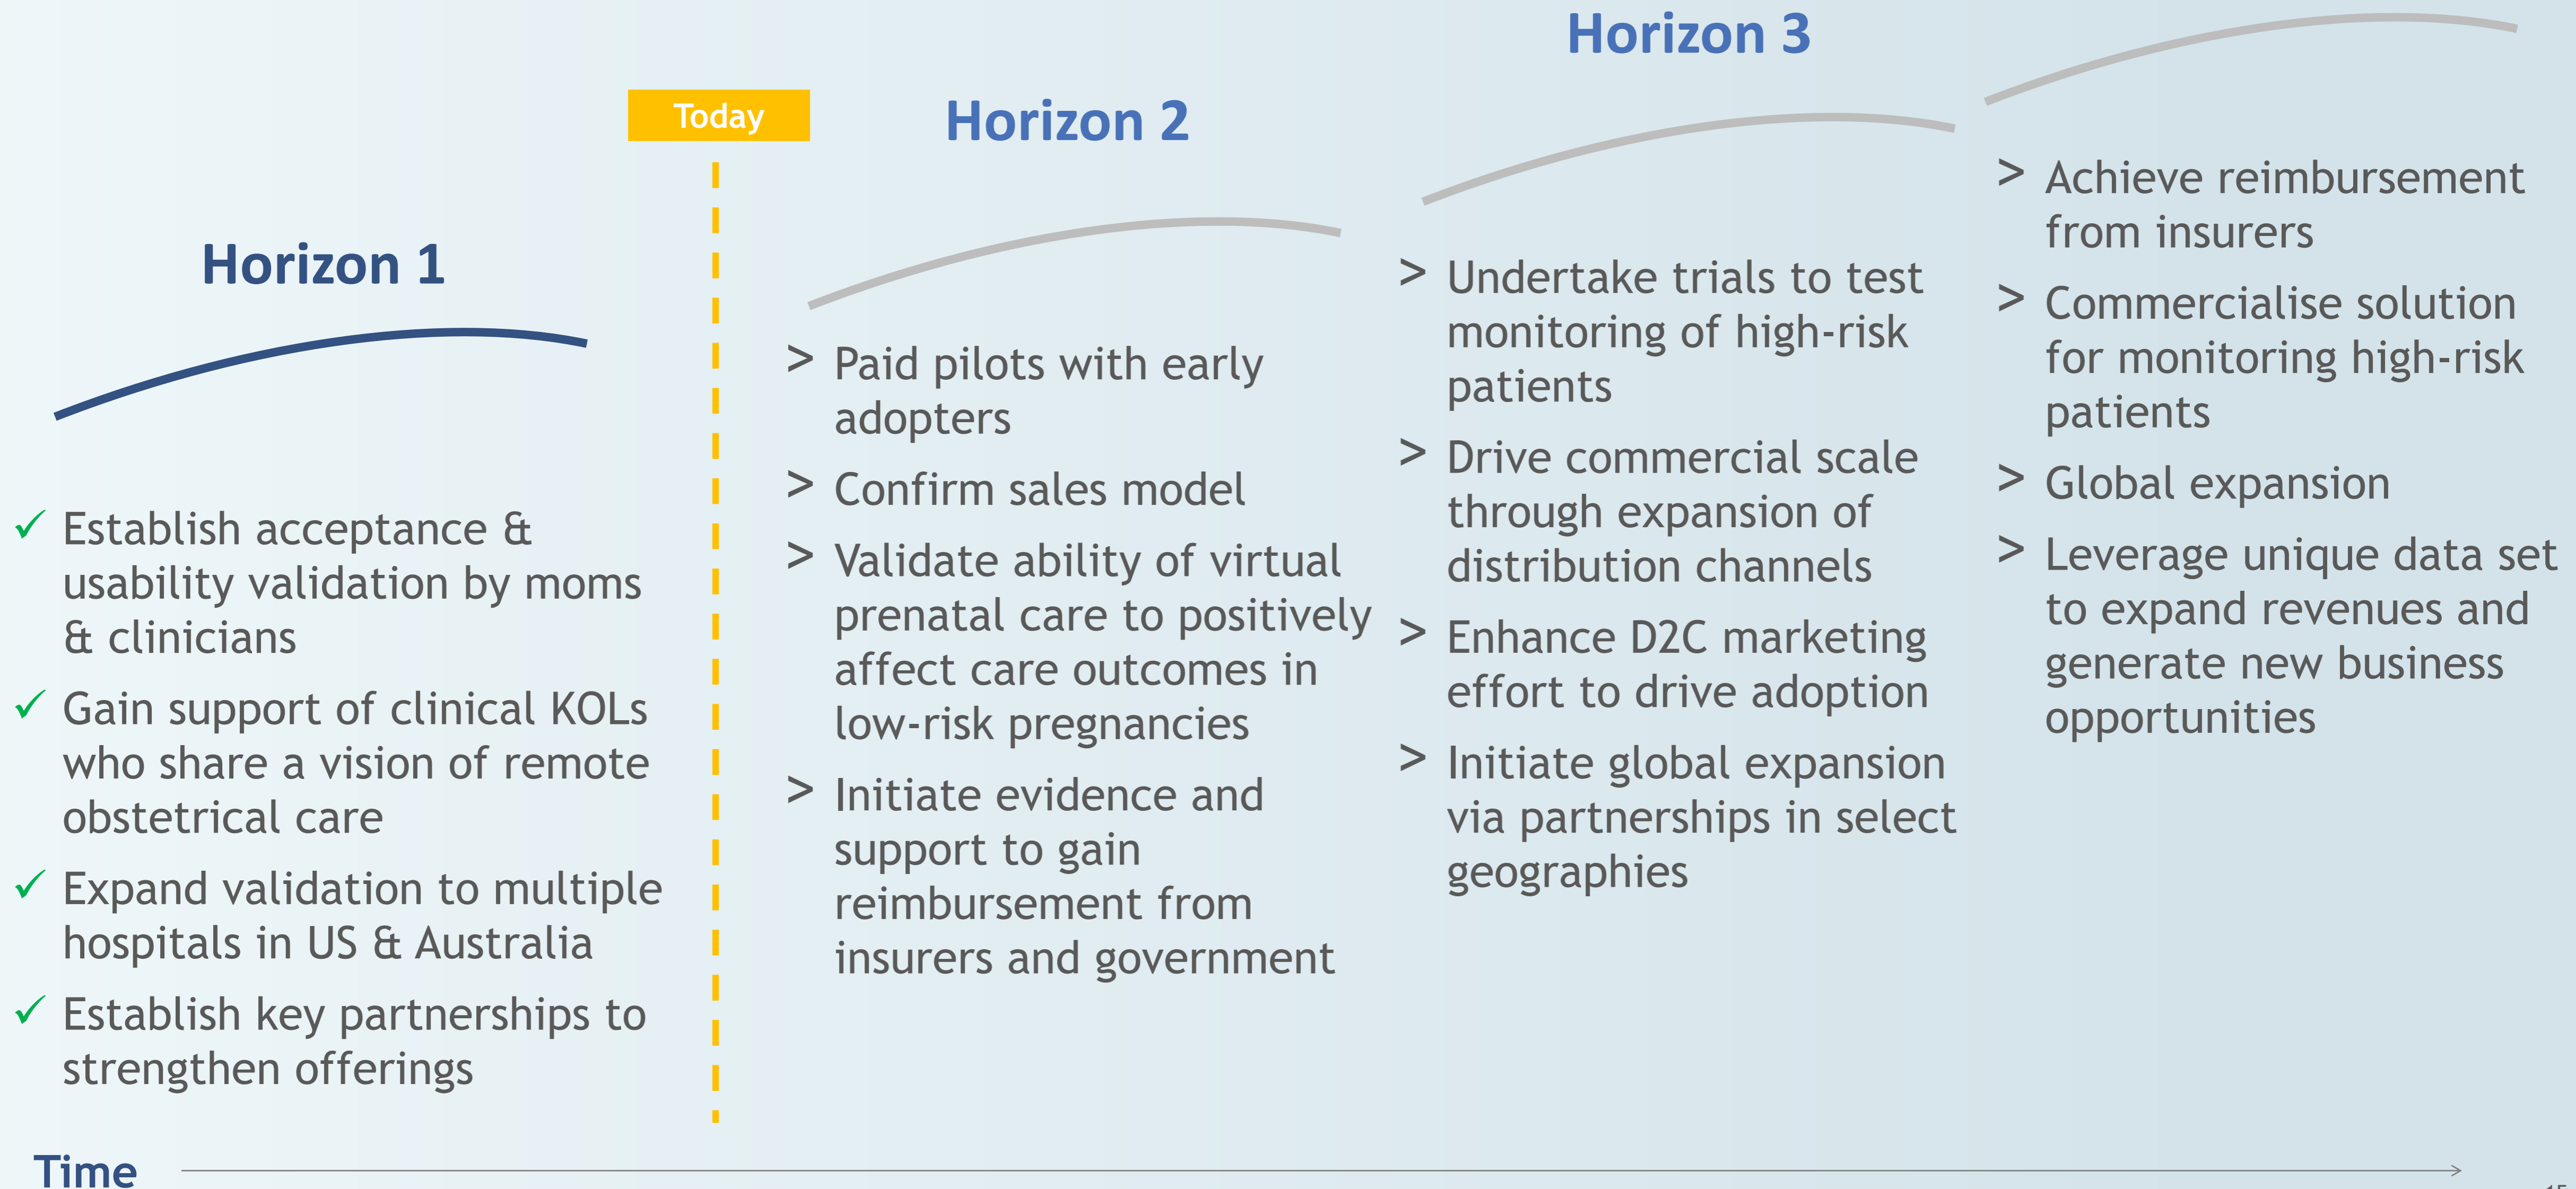 Horizon 1
✓ Establish acceptance &
usability validation by moms
& clinicians
✓ Gain support of clinical KOLs
who share a vision of remote
obstetrical care
✓ Expand validation to multiple
hospitals in US & Australia
✓ Establish key partnerships to
strengthen offerings
Today
Horizon 2
> Paid pilots with early
adopters
> Confirm sales model
> Validate ability of virtual
prenatal care to positively
affect care outcomes in
low-risk pregnancies
> Initiate evidence and
support to gain
reimbursement from
insurers and government
Horizon 3
> Undertake trials to test
monitoring of high-risk
patients
> Drive commercial scale
through expansion of
distribution channels
> Enhance D2C marketing
effort to drive adoption
> Initiate global expansion
via partnerships in select
geographies
> Achieve reimbursement
from insurers
> Commercialise solution
for monitoring high-risk
patients
> Global expansion
> Leverage unique data set
to expand revenues and
generate new business
opportunities
Time